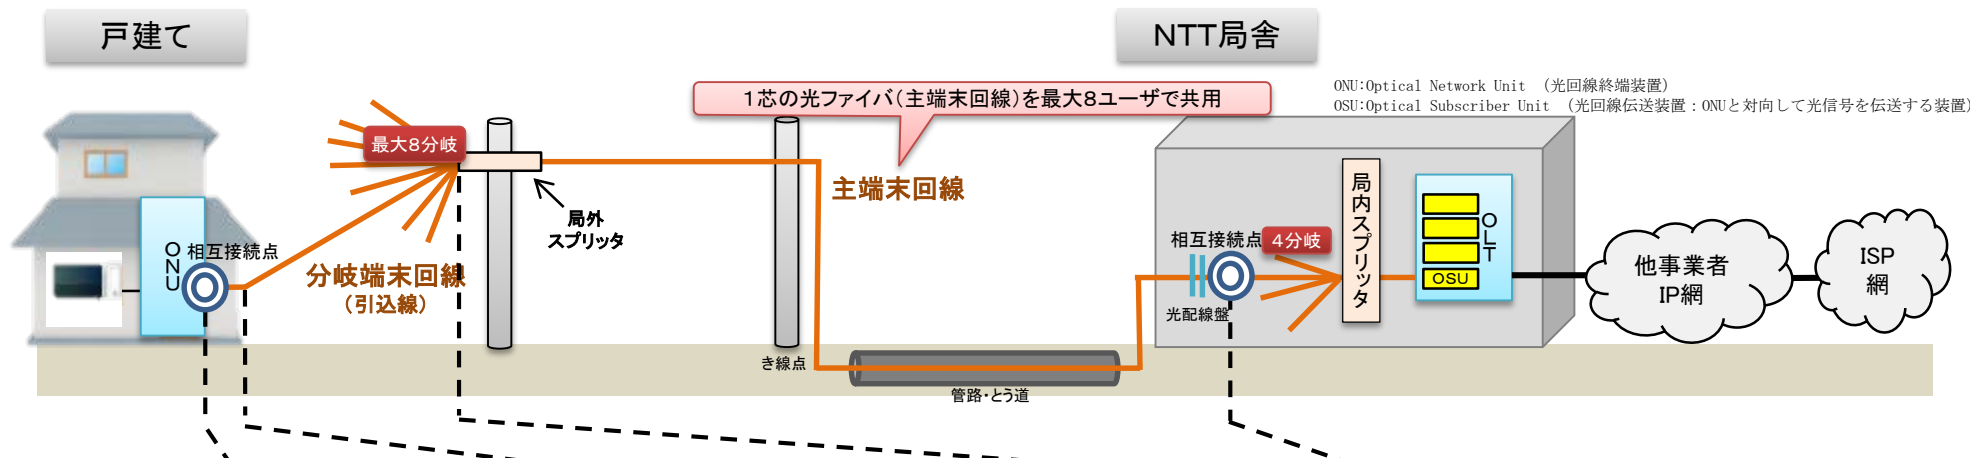 戸建て
NTT局舎
ONU:Optical Network Unit （光回線終端装置）
OSU:Optical Subscriber Unit （光回線伝送装置：ONUと対向して光信号を伝送する装置）
1芯の光ファイバ（主端末回線）を最大8ユーザで共用
最大8分岐
主端末回線
局外
スプリッタ
ONU
相互接続点
分岐端末回線
（引込線）
き線点
管路・とう道
相互接続点
4分岐
光配線盤
局内スプリッタ
OLT
OSU
他事業者
IP網
ISP
網